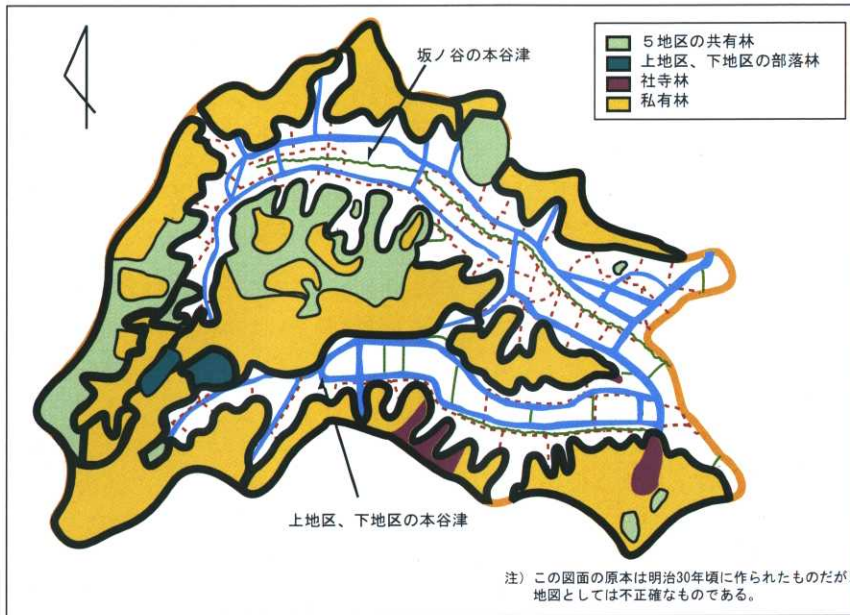 坂ノ谷の本谷津
5地区の共有林
上地区、下地区の部落林
社寺林
私有林
上地区、下地区の本谷津
注）この図面の原本は明治30年頃に作られたものだが
地図としては不正確なものである。